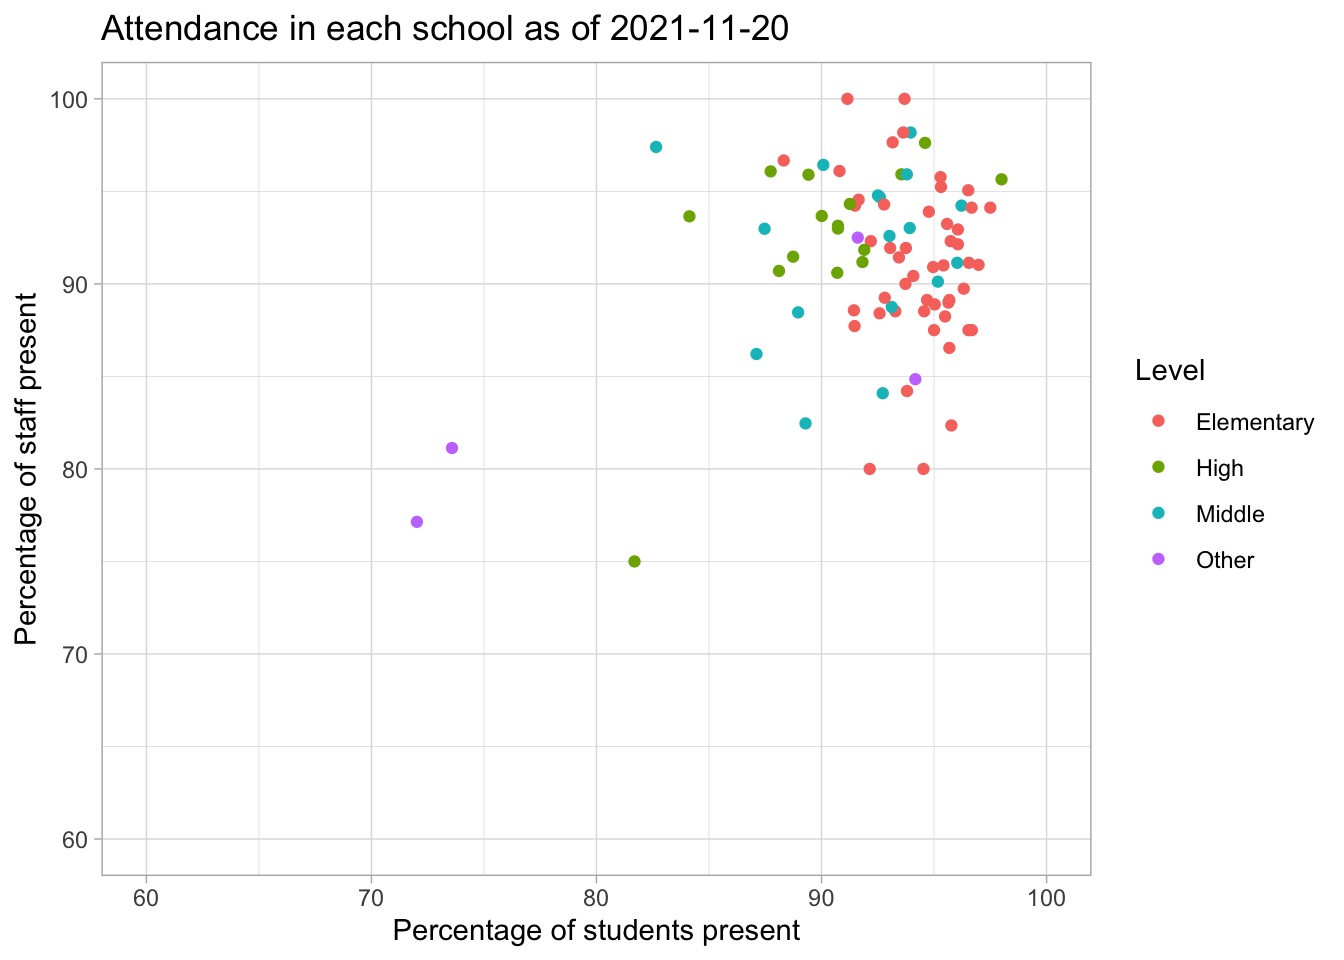 Attendance in each school as of 2021-11-20
Percentage of staff present
100
90
80
70
60
60 70 80 90 100
Percentage of students present
Level
Elementary
High
Middle
Other